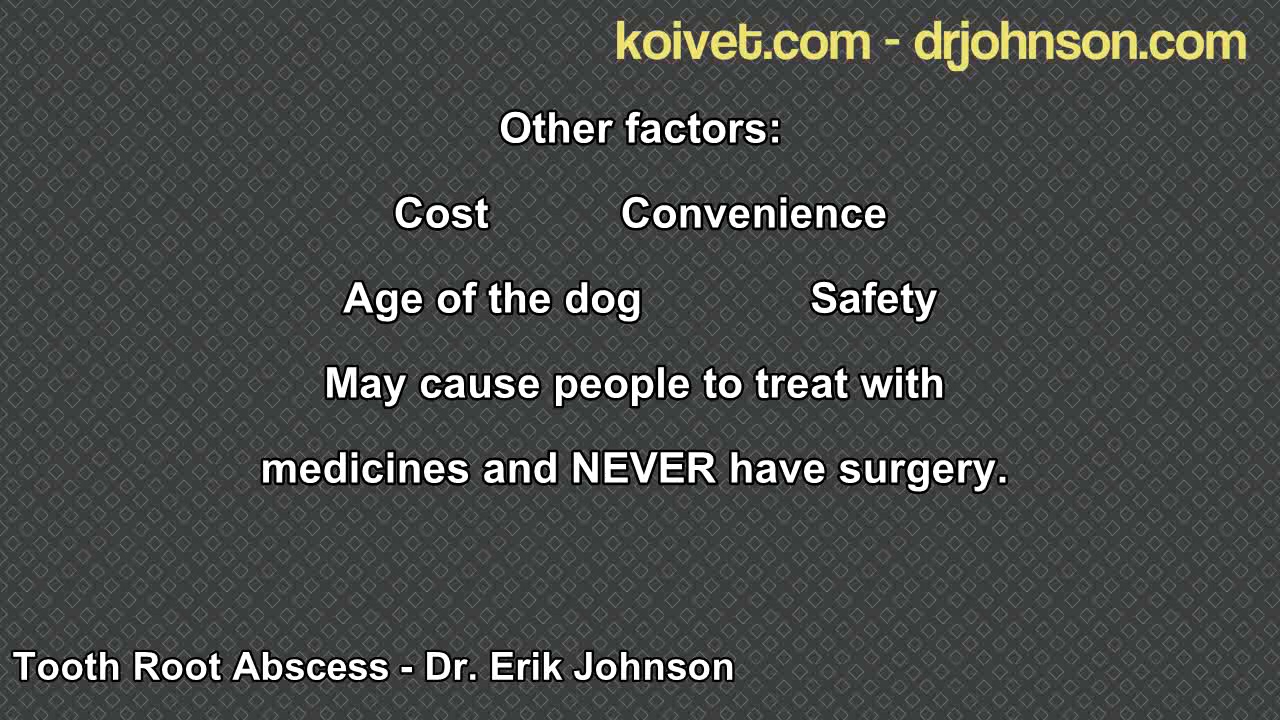 koivet.com - drjohnson.com
Other factors:
Cost Convenience
Age of the dog Safety
May cause people to treat with
medicines and NEVER have surgery.
Tooth Root Abscess - Dr. Erik Johnson